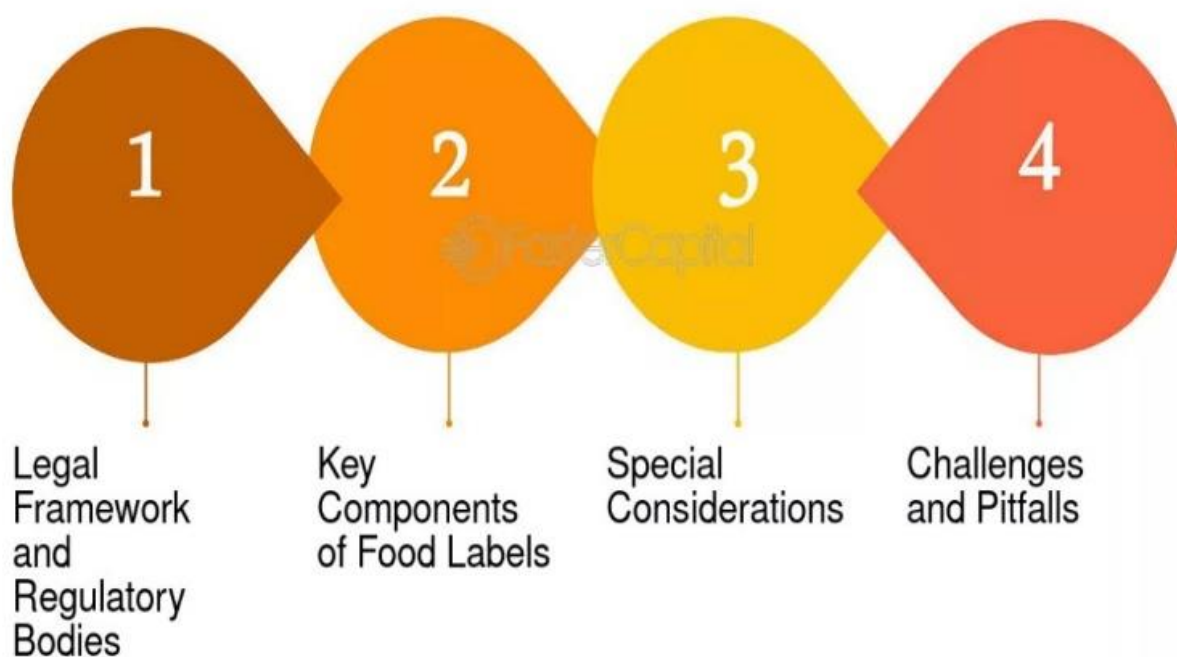 1
2
3
4
FasterCapital
Legal
Framework
and
Regulatory
Bodies
Key
Components
of Food Labels
Special
Considerations
Challenges
and Pitfalls